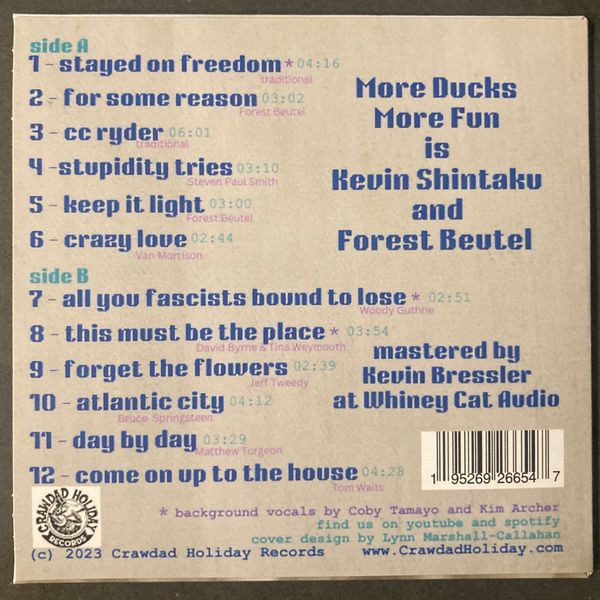 side A
1 - stayed on freedom * 04:16
traditional
2 - for some reason 03:02
Forest Beutel
3 - cc ryder 06:01
traditional
4 -stupidity tries 03:10
Steven Paul Smith
5 - keep it light 03:00
Forest Beutel
6 - crazy love 02:44
Van Morrison
More Ducks
More Fun
is
Kevin Shintaku
and
Forest Beutel
side B
7 - all you fascists bound to lose * 02:51
Woody Guthrie
8 - this must be the place * 03:54
David Byrne & Tina Weymouth
9 - forget the flowers 02:39
Jeff Tweedy
10 - atlantic city 04:12
Bruce Springsteen
11 - day by day 03:29
Matthew Turgeon
12 - come on up to the house 04:28
Tom Waits
mastered by
Kevin Bressler
at Whiney Cat Audio
1 95269 26654 7
CRAWDAD HOLIDAY
RECORDS
* background vocals by Coby Tamayo and Kim Archer
find us on youtube and spotify
cover design by Lynn Marshall-Callahan
(c) 2023 Crawdad Holiday Records www.CrawdadHoliday.com